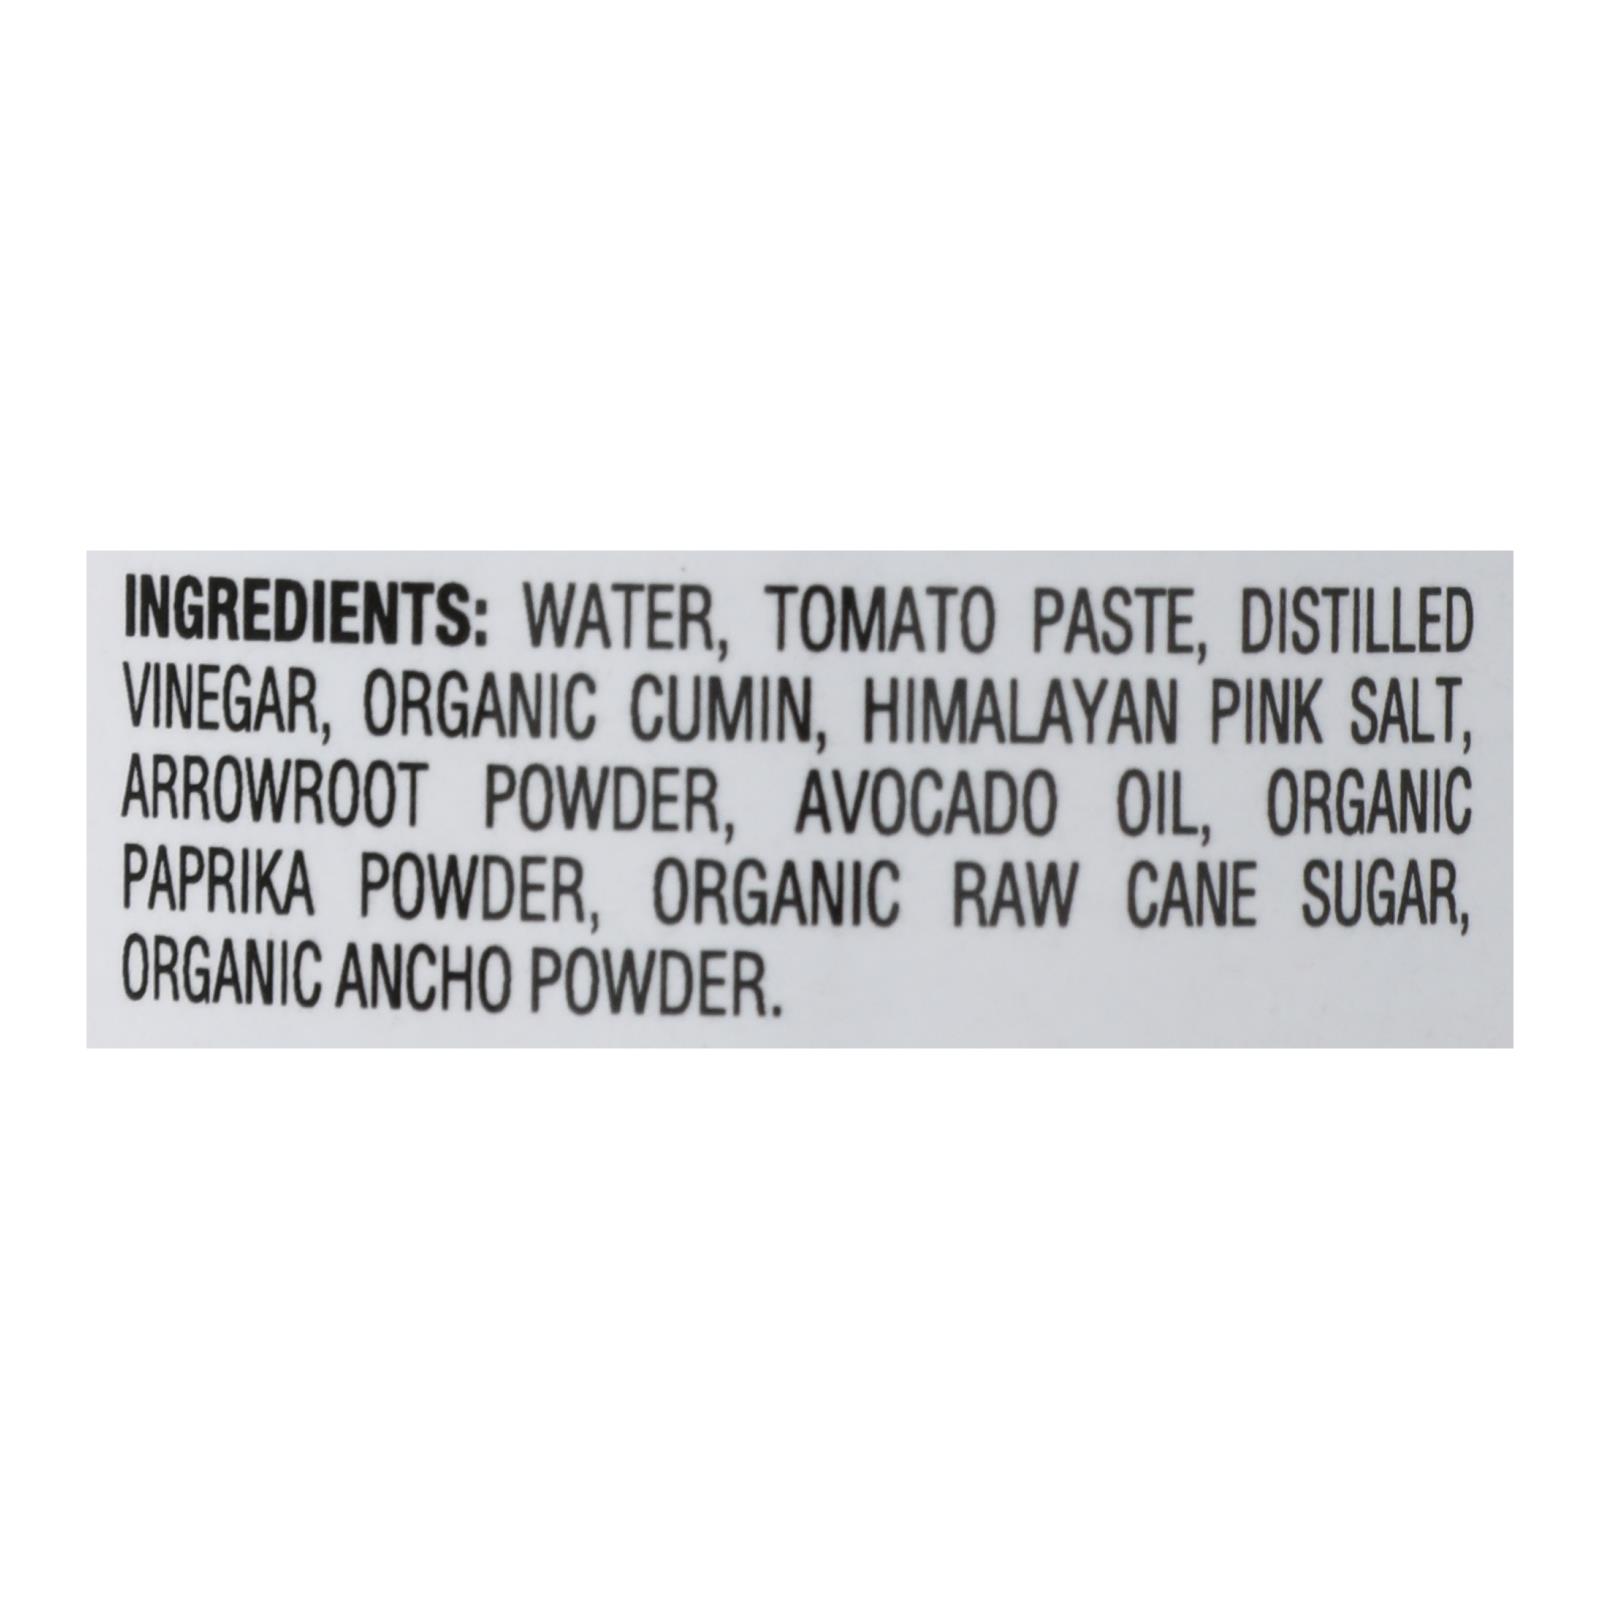 INGREDIENTS: WATER, TOMATO PASTE, DISTILLED
VINEGAR, ORGANIC CUMIN, HIMALAYAN PINK SALT,
ARROWROOT POWDER, AVOCADO OIL, ORGANIC
PAPRIKA POWDER, ORGANIC RAW CANE SUGAR,
ORGANIC ANCHO POWDER.